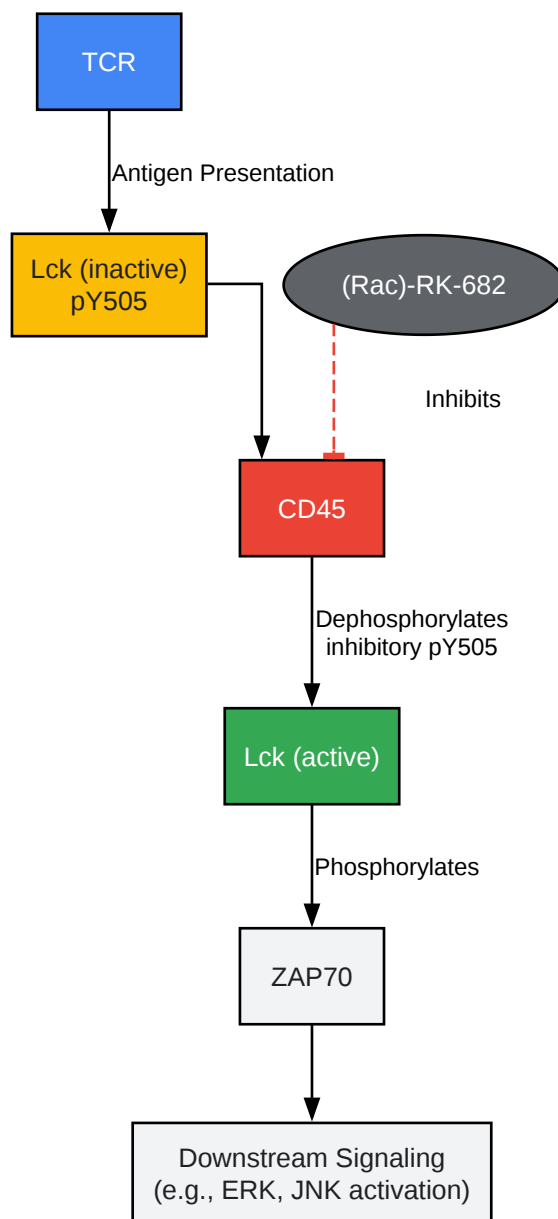 TCR
Antigen Presentation
Lck (inactive)
pY505
(Rac)-RK-682
Inhibits
CD45
Dephosphorylates
inhibitory pY505
Lck (active)
Phosphorylates
ZAP70
Downstream Signaling
(e.g., ERK, JNK activation)